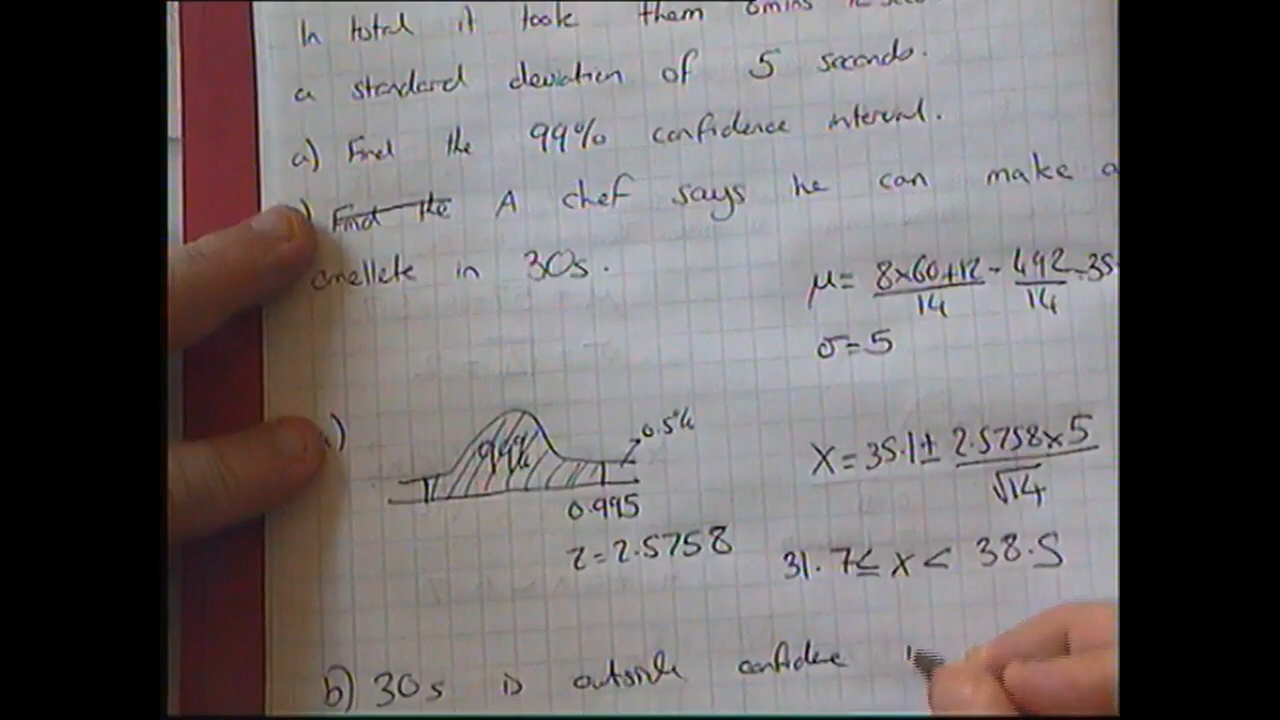 In total it took them 8mins 12 sec
a standard deviation of 5 seconds.
a) Find the 99% confidence interval.
) Find the A chef says he can make a
omellete in 30s.
μ= 8×60+12/14 - 492/14 = 35
σ=5
a)
99%
0.5%
0.995
z=2.5758
X=35.1± 2.5758×5/√14
31.7≤ x < 38.5
b) 30s is outside confidence